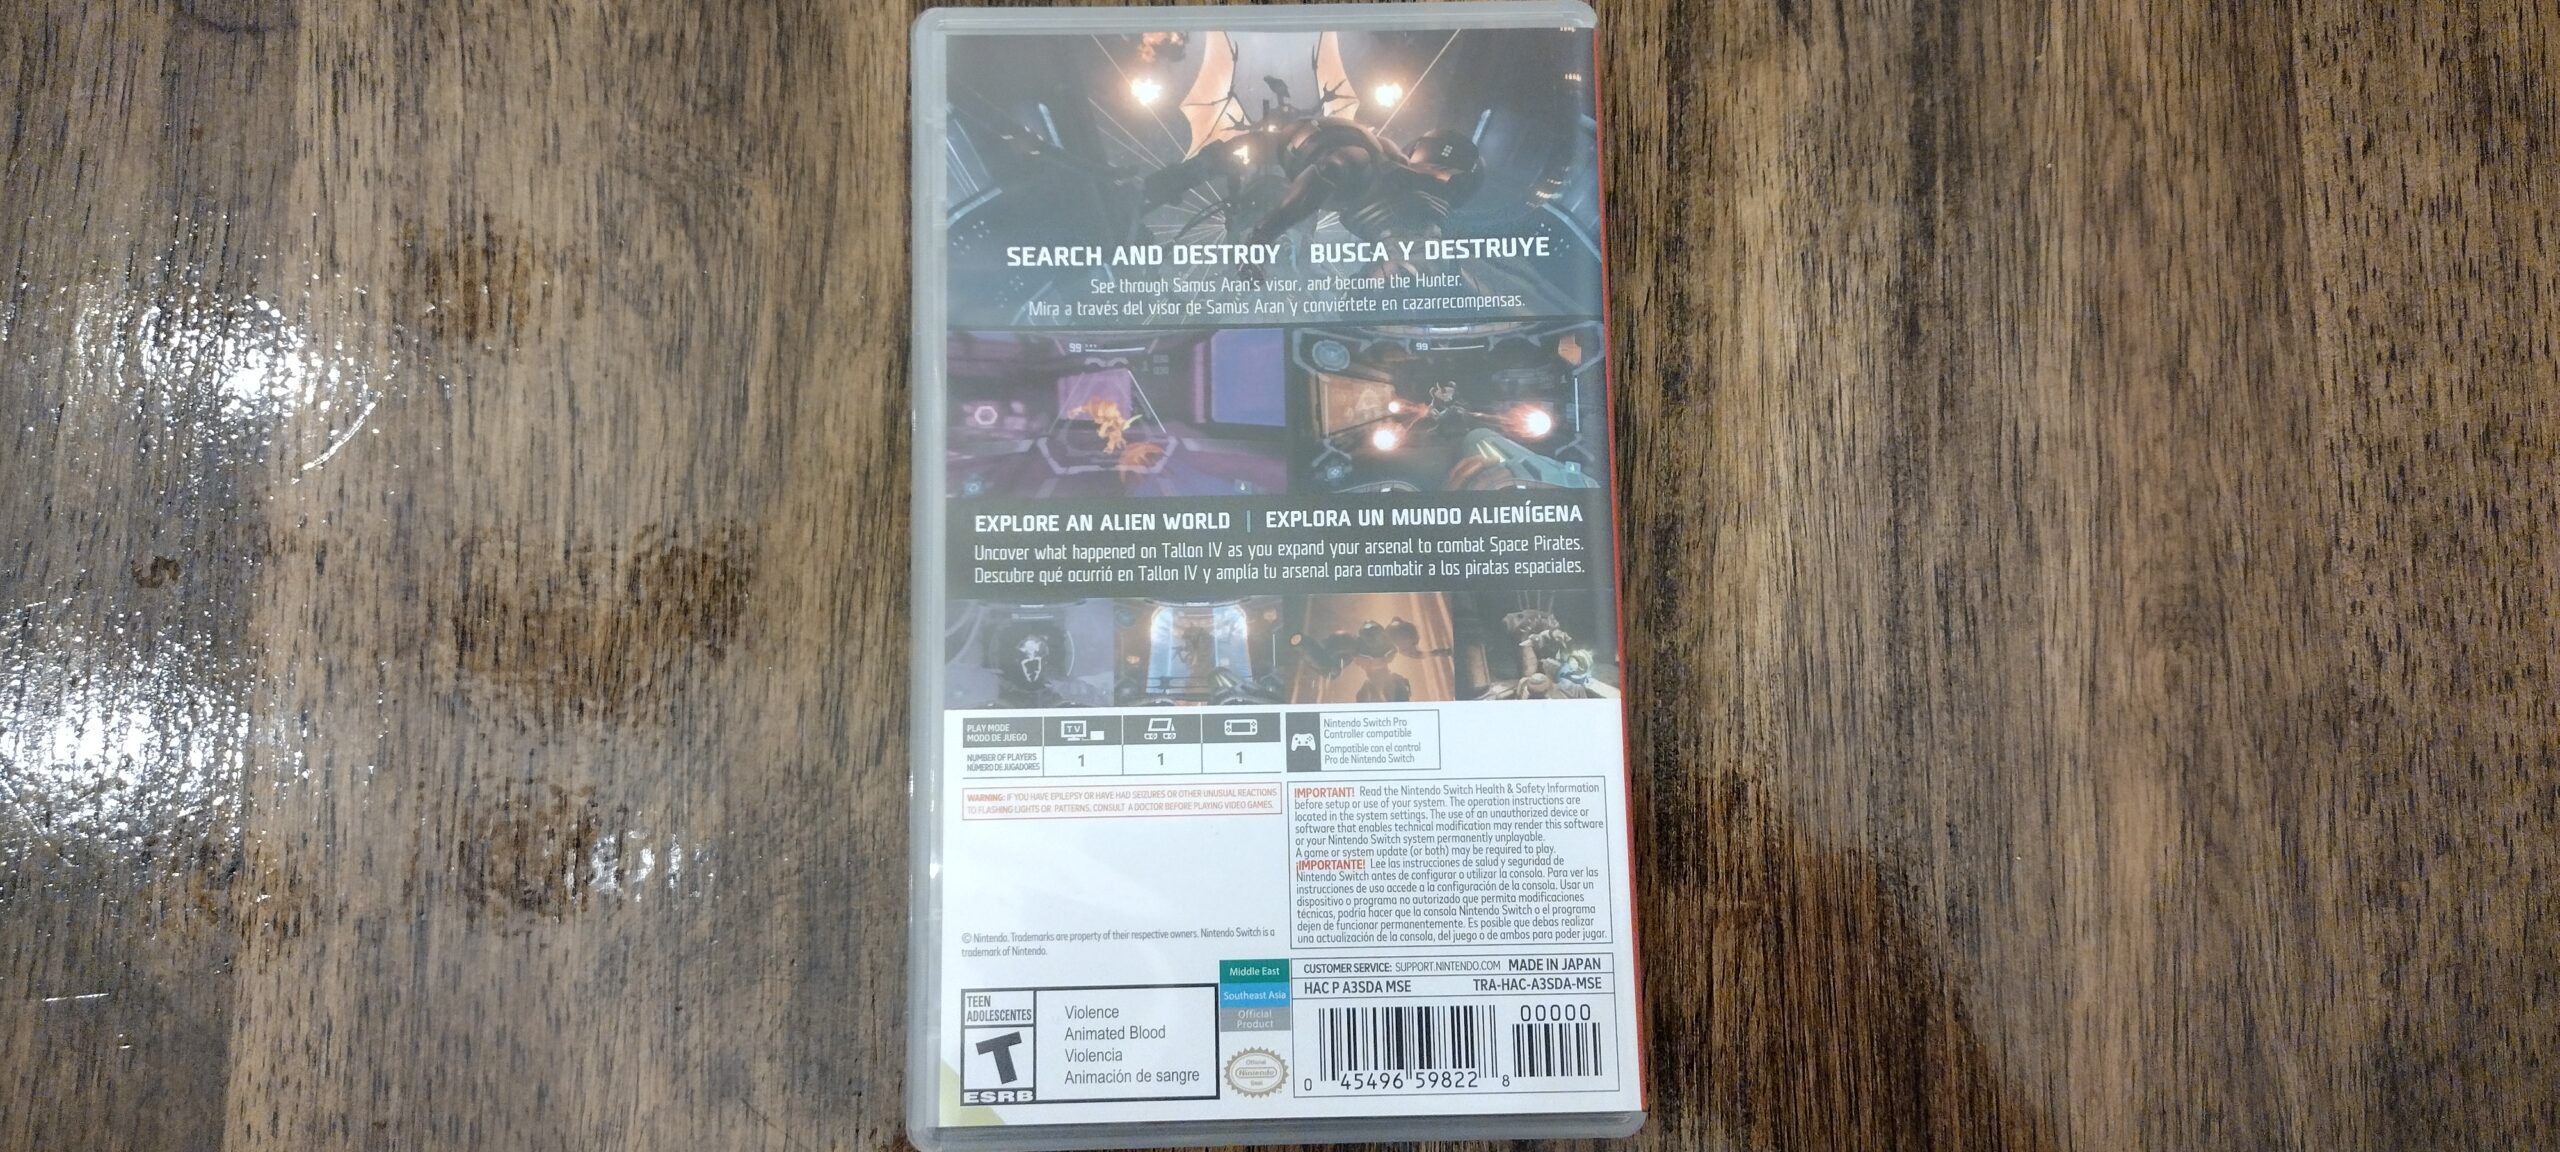 SEARCH AND DESTROY | BUSCA Y DESTRUYE
See through Samus Aran's visor, and become the Hunter.
Mira a través del visor de Samus Aran y conviértete en cazarrecompensas.
99
99
EXPLORE AN ALIEN WORLD | EXPLORA UN MUNDO ALIENÍGENA
Uncover what happened on Tallon IV as you expand your arsenal to combat Space Pirates.
Descubre qué ocurrió en Tallon IV y amplía tu arsenal para combatir a los piratas espaciales.
PLAY MODE
MODO DE JUEGO
TV
NUMBER OF PLAYERS
NÚMERO DE JUGADORES
1 1 1
Nintendo Switch Pro
Controller compatible
Compatible con el control
Pro de Nintendo Switch
WARNING: IF YOU HAVE EPILEPSY OR HAVE HAD SEIZURES OR OTHER UNUSUAL REACTIONS
TO FLASHING LIGHTS OR PATTERNS, CONSULT A DOCTOR BEFORE PLAYING VIDEO GAMES.
IMPORTANT! Read the Nintendo Switch Health & Safety Information
before setup or use of your system. The operation instructions are
located in the system settings. The use of an unauthorized device or
software that enables technical modification may render this software
or your Nintendo Switch system permanently unplayable.
A game or system update (or both) may be required to play.
¡IMPORTANTE! Lee las instrucciones de salud y seguridad de
Nintendo Switch antes de configurar o utilizar la consola. Para ver las
instrucciones de uso accede a la configuración de la consola. Usar un
dispositivo o programa no autorizado que permita modificaciones
técnicas, podría hacer que la consola Nintendo Switch o el programa
dejen de funcionar permanentemente. Es posible que debas realizar
una actualización de la consola, del juego o de ambos para poder jugar.
© Nintendo. Trademarks are property of their respective owners. Nintendo Switch is a
trademark of Nintendo.
Middle East
Southeast Asia
Official
Product
CUSTOMER SERVICE: SUPPORT.NINTENDO.COM MADE IN JAPAN
HAC P A3SDA MSE TRA-HAC-A3SDA-MSE
TEEN
ADOLESCENTES
T
ESRB
Violence
Animated Blood
Violencia
Animación de sangre
Official
Nintendo
Seal
00000
0 45496 59822 8